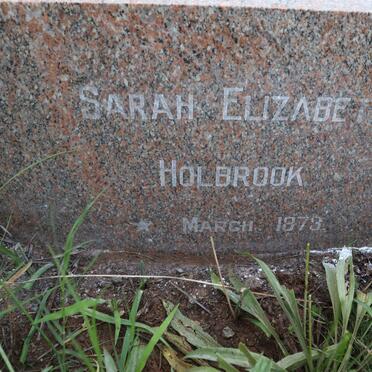 SARAH ELIZABET
HOLBROOK
★ MARCH 1873